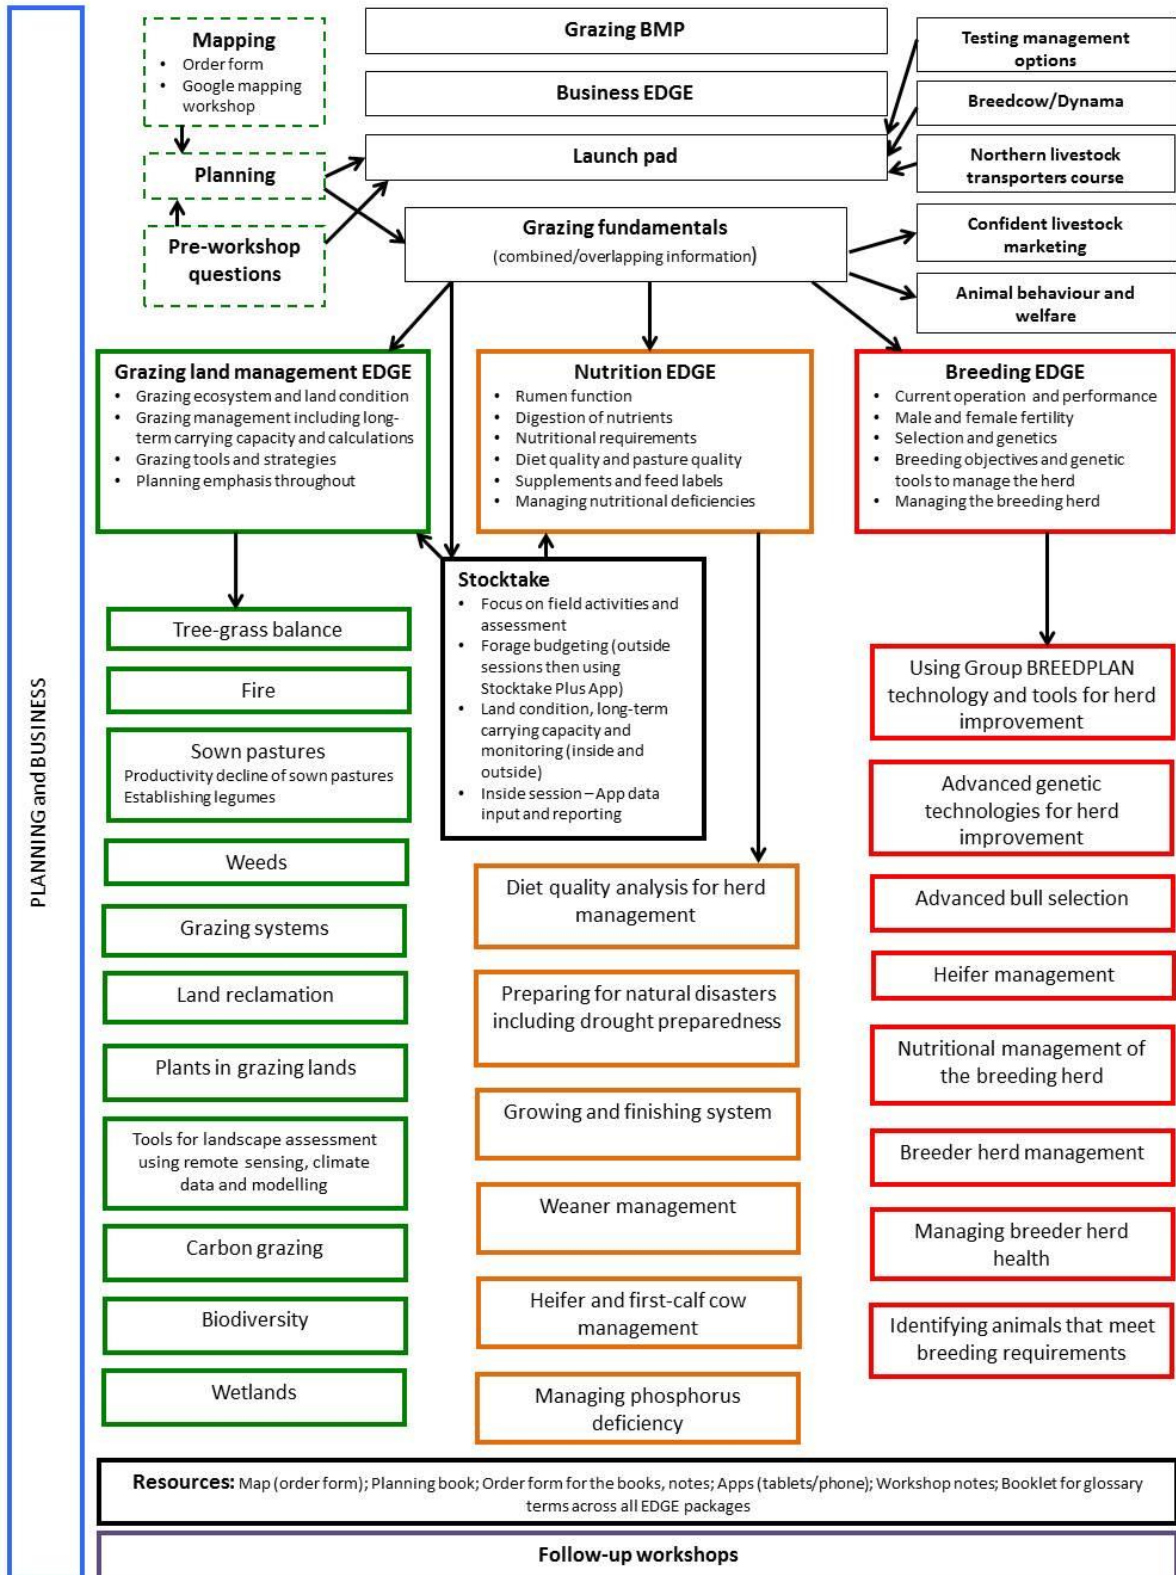 PLANNING and BUSINESS
Mapping
• Order form
• Google mapping
workshop
Planning
Pre-workshop
questions
Grazing BMP
Business EDGE
Launch pad
Grazing fundamentals
(combined/overlapping information)
Testing management
options
Breedcow/Dynama
Northern livestock
transporters course
Confident livestock
marketing
Animal behaviour and
welfare
Grazing land management EDGE
• Grazing ecosystem and land condition
• Grazing management including long-
term carrying capacity and calculations
• Grazing tools and strategies
• Planning emphasis throughout
Nutrition EDGE
• Rumen function
• Digestion of nutrients
• Nutritional requirements
• Diet quality and pasture quality
• Supplements and feed labels
• Managing nutritional deficiencies
Breeding EDGE
• Current operation and performance
• Male and female fertility
• Selection and genetics
• Breeding objectives and genetic
tools to manage the herd
• Managing the breeding herd
Stocktake
• Focus on field activities and
assessment
• Forage budgeting (outside
sessions then using
Stocktake Plus App)
• Land condition, long-term
carrying capacity and
monitoring (inside and
outside)
• Inside session – App data
input and reporting
Tree-grass balance
Fire
Sown pastures
Productivity decline of sown pastures
Establishing legumes
Weeds
Grazing systems
Land reclamation
Plants in grazing lands
Tools for landscape assessment
using remote sensing, climate
data and modelling
Carbon grazing
Biodiversity
Wetlands
Diet quality analysis for herd
management
Preparing for natural disasters
including drought preparedness
Growing and finishing system
Weaner management
Heifer and first-calf cow
management
Managing phosphorus
deficiency
Using Group BREEDPLAN
technology and tools for herd
improvement
Advanced genetic
technologies for herd
improvement
Advanced bull selection
Heifer management
Nutritional management of
the breeding herd
Breeder herd management
Managing breeder herd
health
Identifying animals that meet
breeding requirements
Resources: Map (order form); Planning book; Order form for the books, notes; Apps (tablets/phone); Workshop notes; Booklet for glossary
terms across all EDGE packages
Follow-up workshops